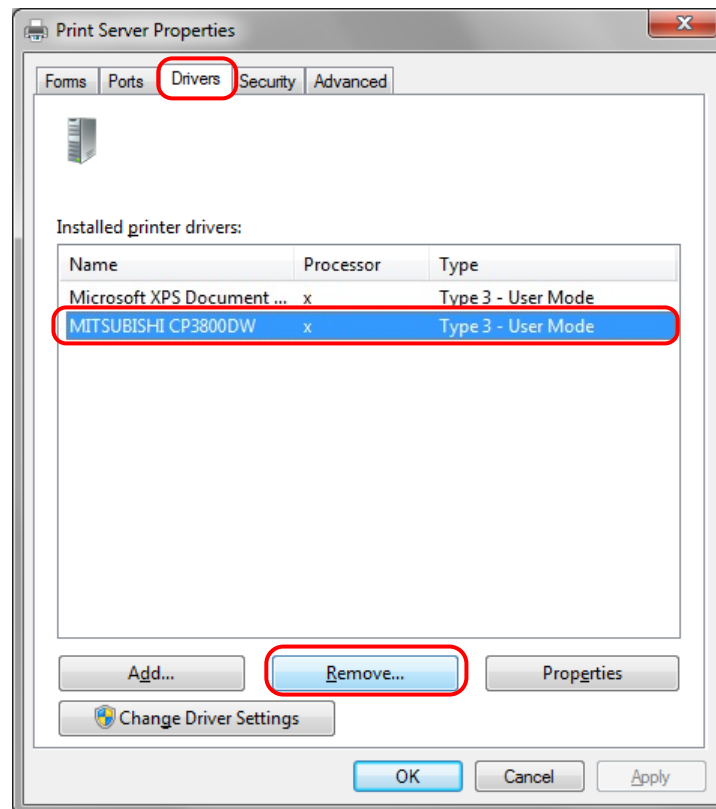 Print Server Properties
Forms Ports Drivers Security Advanced
Installed printer drivers:
Name Processor Type
Microsoft XPS Document ... x Type 3 - User Mode
MITSUBISHI CP3800DW x Type 3 - User Mode
Add... Remove... Properties
Change Driver Settings
OK Cancel Apply